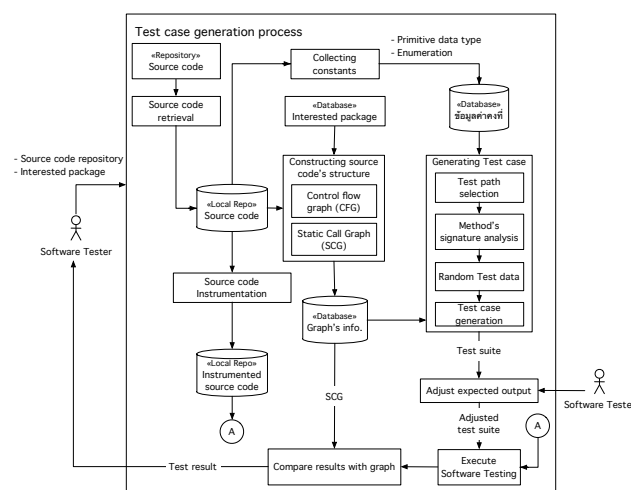 Test case generation process
«Repository»
Source code
Source code
retrieval
Collecting
constants
- Primitive data type
- Enumeration
«Database»
ข้อมูลค่าคงที่
«Database»
Interested package
- Source code repository
- Interested package
Software Tester
Constructing source
code's structure
Control flow
graph (CFG)
Static Call Graph
(SCG)
«Local Repo»
Source code
Generating Test case
Test path
selection
Method's
signature analysis
Random Test data
Test case
generation
Source code
Instrumentation
«Database»
Graph's info.
«Local Repo»
Instrumented
source code
A
SCG
Test suite
Adjust expected output
Software Tester
Adjusted
test suite
A
Test result
Compare results with graph
Execute
Software Testing